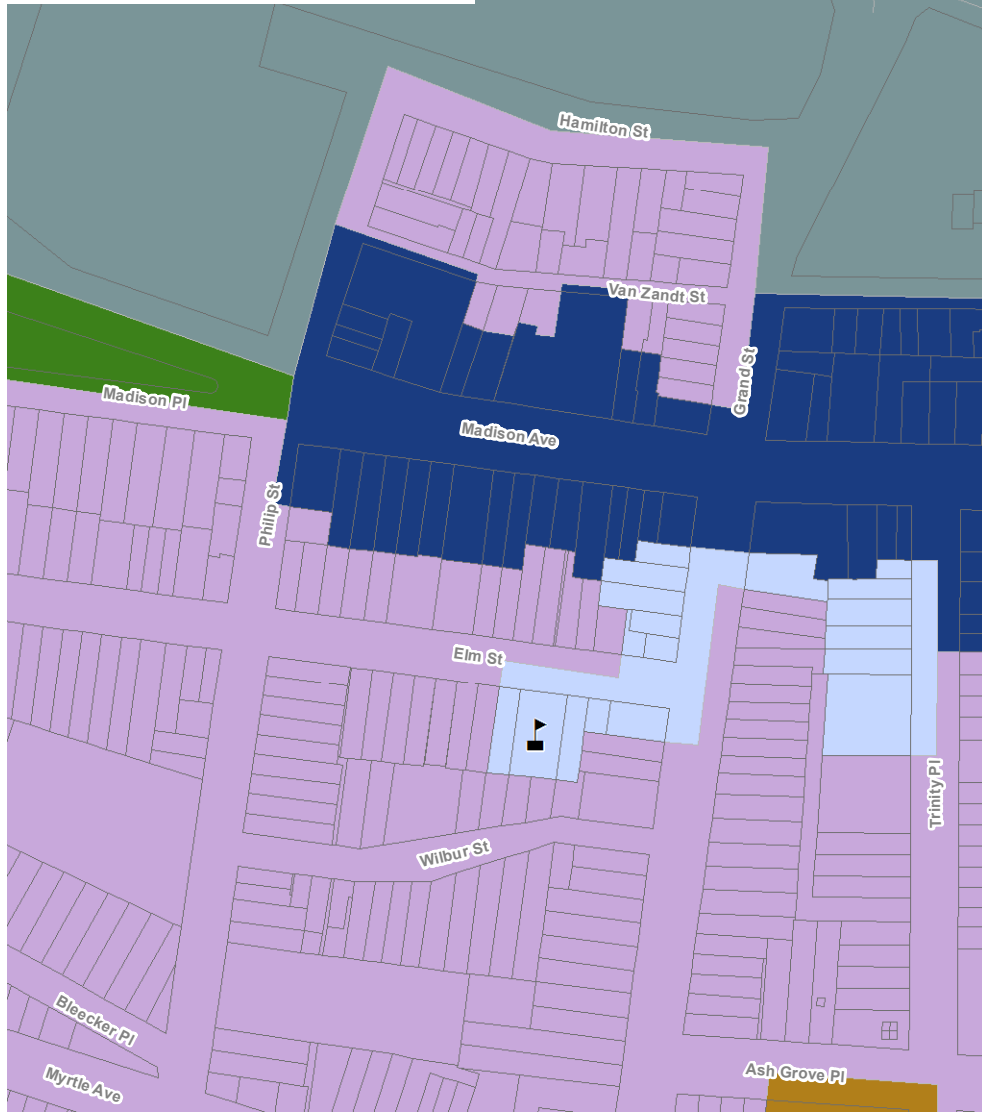 Hamilton St
Van Zandt St
Grand St
Madison Pl
Madison Ave
Philip St
Elm St
Trinity Pl
Wilbur St
Bleecker Pl
Myrtle Ave
Ash Grove Pl